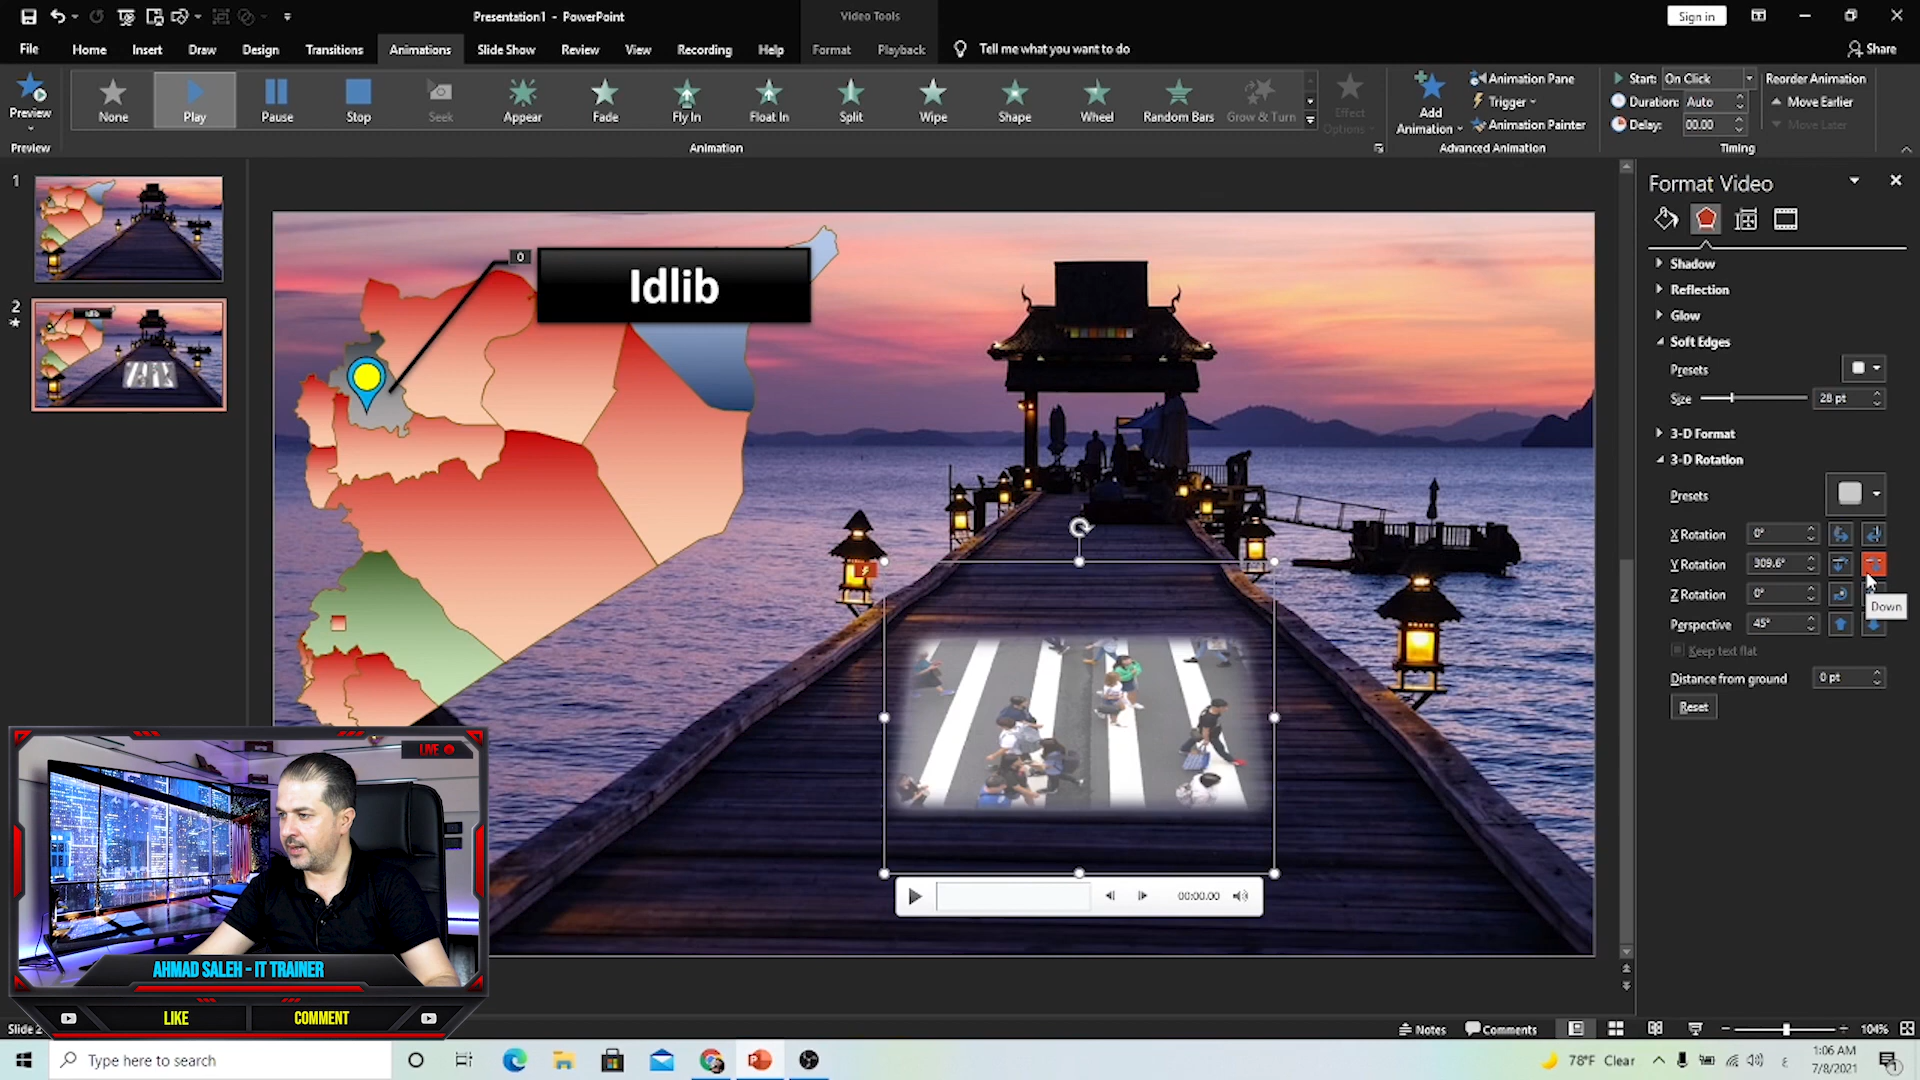 Presentation1 - PowerPoint
Video Tools
Sign in
File
Home
Insert
Draw
Design
Transitions
Animations
Slide Show
Review
View
Recording
Help
Format
Playback
Tell me what you want to do
Share
Preview
None
Play
Pause
Stop
Seek
Appear
Fade
Fly In
Float In
Split
Wipe
Shape
Wheel
Random Bars
Grow & Turn
Effect
Options
Add
Animation
Animation Pane
Trigger
Animation Painter
Start: On Click
Duration: Auto
Delay: 00.00
Reorder Animation
Move Earlier
Move Later
Preview
Animation
Advanced Animation
Timing
1
2
0
Idlib
Format Video
Shadow
Reflection
Glow
Soft Edges
Presets
Size 28 pt
3-D Format
3-D Rotation
Presets
X Rotation 0°
Y Rotation 309.6°
Z Rotation 0°
Down
Perspective 45°
Keep text flat
Distance from ground 0 pt
Reset
00:00.00
LIVE
AHMAD SALEH - IT TRAINER
LIKE
COMMENT
Slide 2
Notes
Comments
104%
Type here to search
78°F Clear
ع
1:06 AM
7/8/2021
1